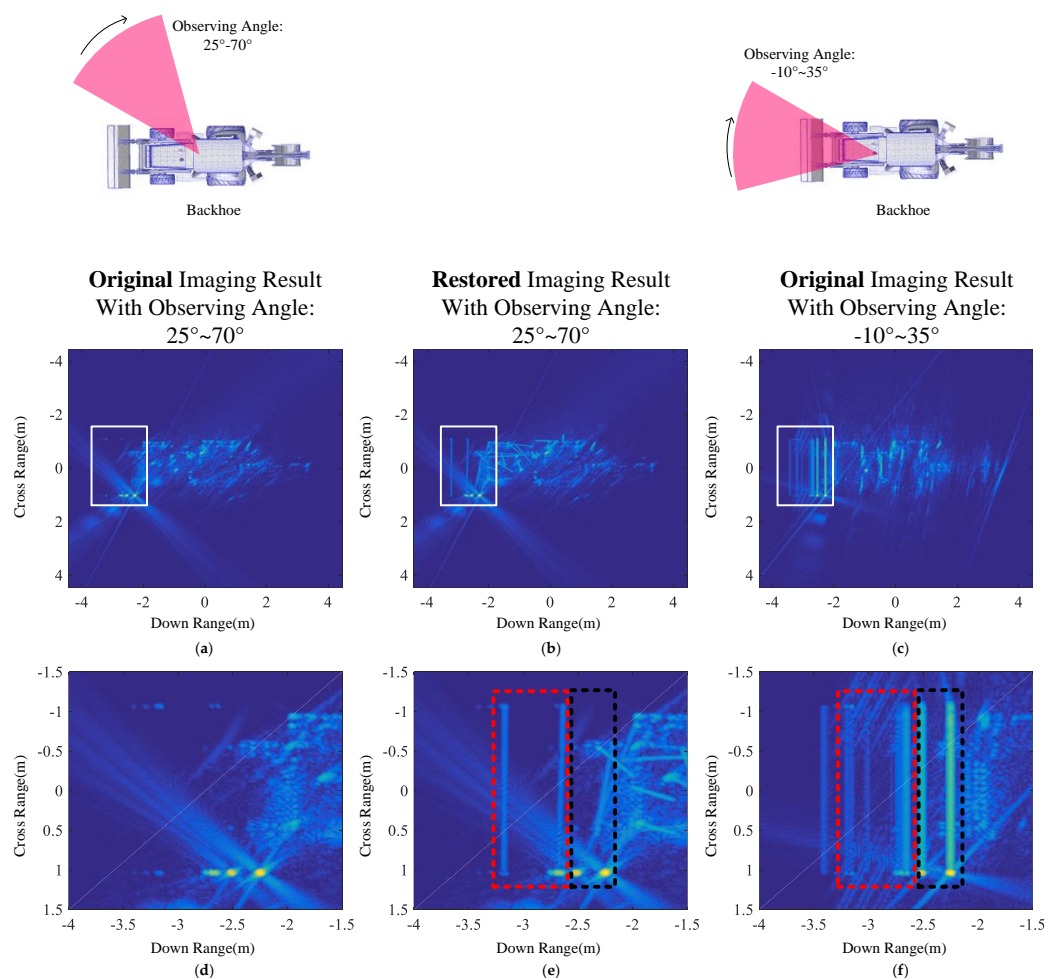 Observing Angle:
25°-70°
Backhoe
Observing Angle:
-10°~35°
Backhoe
Original Imaging Result
With Observing Angle:
25°~70°
Restored Imaging Result
With Observing Angle:
25°~70°
Original Imaging Result
With Observing Angle:
-10°~35°
Cross Range(m)
-4
-2
0
2
4
-4 -2 0 2 4
Down Range(m)
(a)
Cross Range(m)
-4
-2
0
2
4
-4 -2 0 2 4
Down Range(m)
(b)
Cross Range(m)
-4
-2
0
2
4
-4 -2 0 2 4
Down Range(m)
(c)
Cross Range(m)
-1.5
-1
-0.5
0
0.5
1
1.5
-4 -3.5 -3 -2.5 -2 -1.5
Down Range(m)
(d)
Cross Range(m)
-1.5
-1
-0.5
0
0.5
1
1.5
-4 -3.5 -3 -2.5 -2 -1.5
Down Range(m)
(e)
Cross Range(m)
-1.5
-1
-0.5
0
0.5
1
1.5
-4 -3.5 -3 -2.5 -2 -1.5
Down Range(m)
(f)